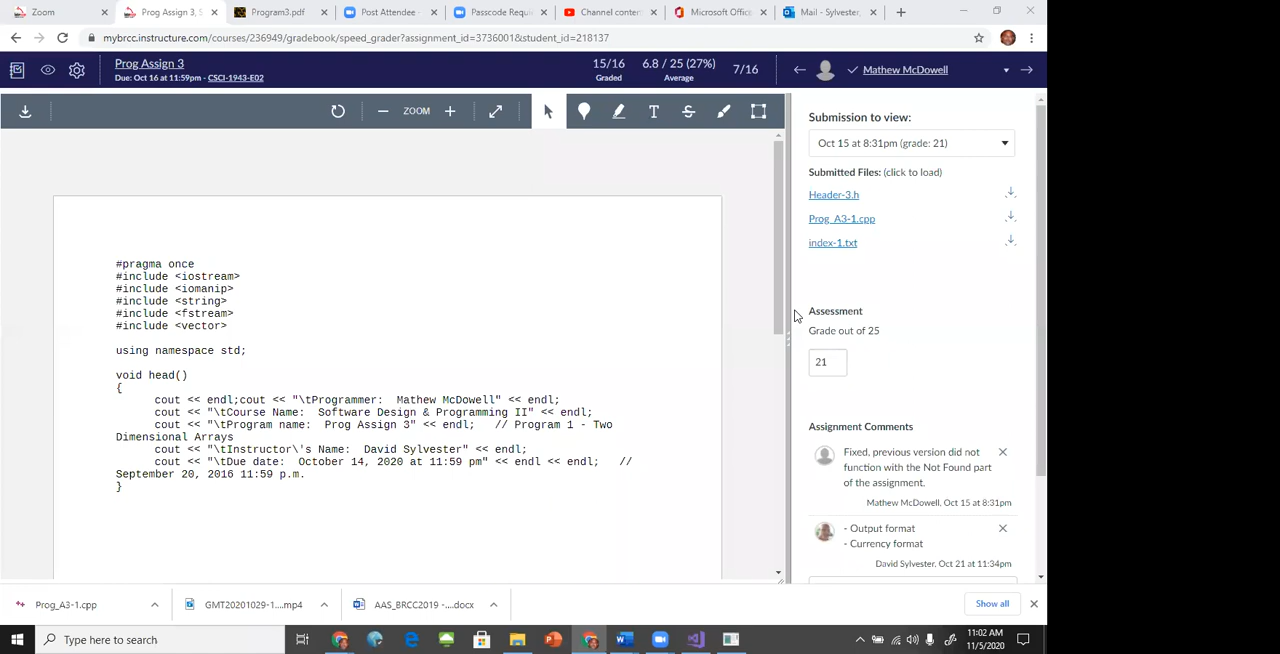 Zoom
Prog Assign 3, S
Program3.pdf
Post Attendee -
Passcode Requi
Channel conten
Microsoft Office
Mail - Sylvester,
mybrcc.instructure.com/courses/236949/gradebook/speed_grader?assignment_id=3736001&student_id=218137
Prog Assign 3
Due: Oct 16 at 11:59pm - CSCI-1943-E02
15/16
Graded
6.8 / 25 (27%)
Average
7/16
Mathew McDowell
ZOOM
T
S
Submission to view:
Oct 15 at 8:31pm (grade: 21)
Submitted Files: (click to load)
Header-3.h
Prog_A3-1.cpp
index-1.txt
Assessment
Grade out of 25
21
Assignment Comments
Fixed, previous version did not
function with the Not Found part
of the assignment.
Mathew McDowell, Oct 15 at 8:31pm
- Output format
- Currency format
David Sylvester, Oct 21 at 11:34pm
#pragma once
#include <iostream>
#include <iomanip>
#include <string>
#include <fstream>
#include <vector>
using namespace std;
void head()
{
cout << endl;cout << "\tProgrammer:  Mathew McDowell" << endl;
cout << "\tCourse Name:  Software Design & Programming II" << endl;
cout << "\tProgram name:  Prog Assign 3" << endl;   // Program 1 - Two
Dimensional Arrays
cout << "\tInstructor\'s Name:  David Sylvester" << endl;
cout << "\tDue date:  October 14, 2020 at 11:59 pm" << endl << endl;   //
September 20, 2016 11:59 p.m.
}
Prog_A3-1.cpp
GMT20201029-1....mp4
AAS_BRCC2019 -....docx
Show all
Type here to search
11:02 AM
11/5/2020